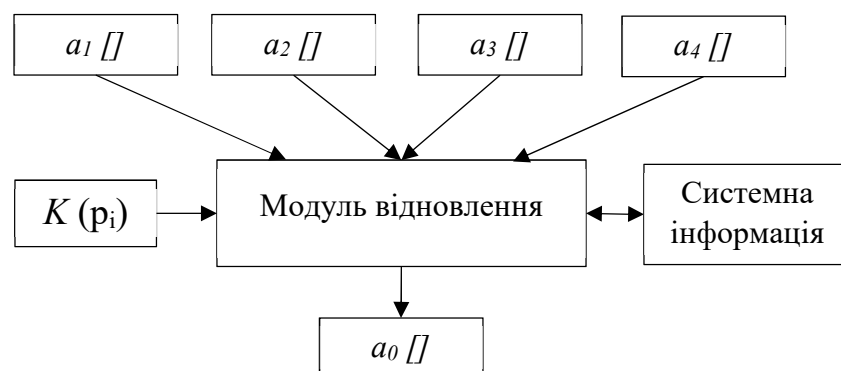 a₁ []
a₂ []
a₃ []
a₄ []
K (pᵢ)
Модуль відновлення
Системна
інформація
a₀ []